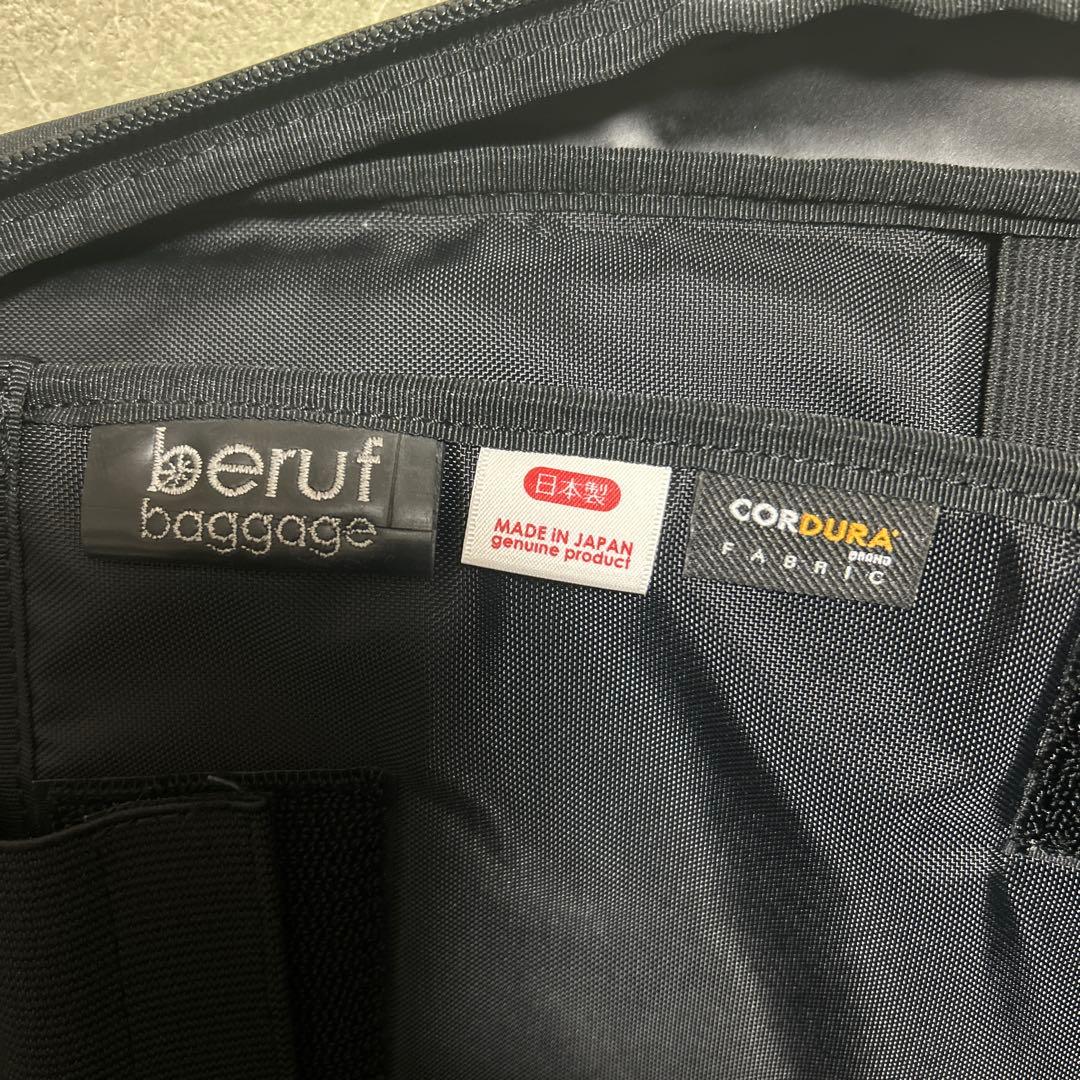 beruf
baggage
日本製
MADE IN JAPAN
genuine product
CORDURA
BRAND
FABRIC